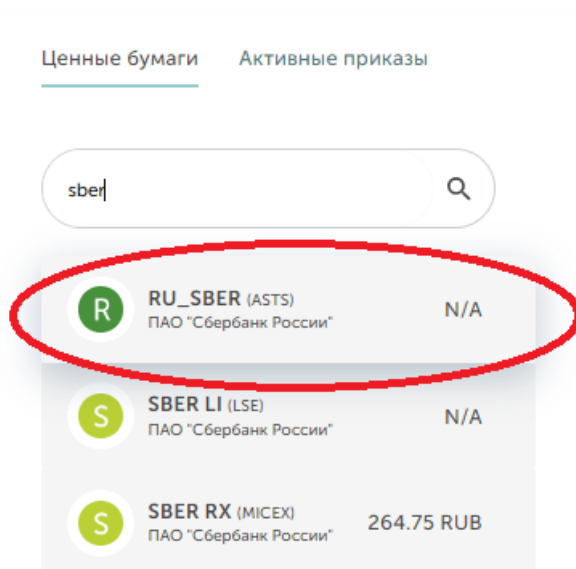 Ценные бумаги Активные приказы
sber
R RU_SBER (ASTS) N/A
ПАО "Сбербанк России"
S SBER LI (LSE) N/A
ПАО "Сбербанк России"
S SBER RX (MICEX) 264.75 RUB
ПАО "Сбербанк России"